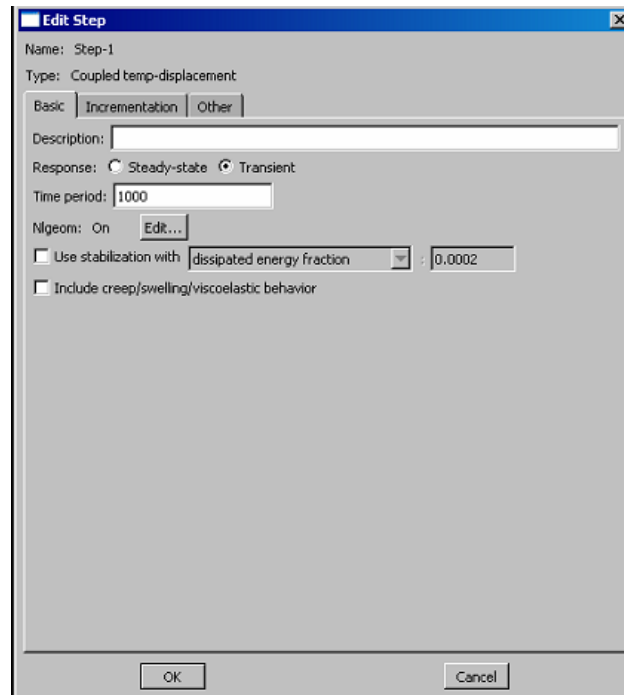 Edit Step
Name: Step-1
Type: Coupled temp-displacement
Basic Incrementation Other
Description:
Response: Steady-state Transient
Time period: 1000
Nlgeom: On Edit...
Use stabilization with dissipated energy fraction : 0.0002
Include creep/swelling/viscoelastic behavior
OK Cancel